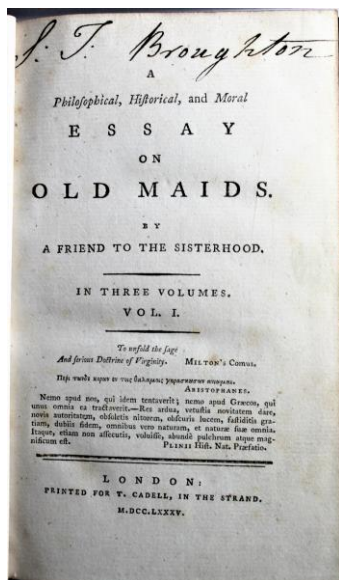 S. T. Broughton
A
Philoſophical, Hiſtorical, and Moral
ESSAY
ON
OLD MAIDS.
BY
A FRIEND TO THE SISTERHOOD.
IN THREE VOLUMES.
VOL. I.
To unfold the ſage
And ſerious Doctrine of Virginity. MILTON's Comus.
ARISTOPHANES.
Nemo apud nos, qui idem tentaverit; nemo apud Græcos, qui
unus omnia ea tractaverit.—Res ardua, vetuſtis novitatem dare,
novis autoritatem, obſoletis nitorem, obſcuris lucem, faſtiditis gra-
tiam, dubiis fidem, omnibus vero naturam, et naturæ ſuæ omnia.
Itaque, etiam non aſſecutis, voluiſſe, abundè pulchrum atque mag-
nificum eſt. PLINII Hiſt. Nat. Præfatio.
LONDON:
PRINTED FOR T. CADELL, IN THE STRAND.
M.DCC.LXXXV.